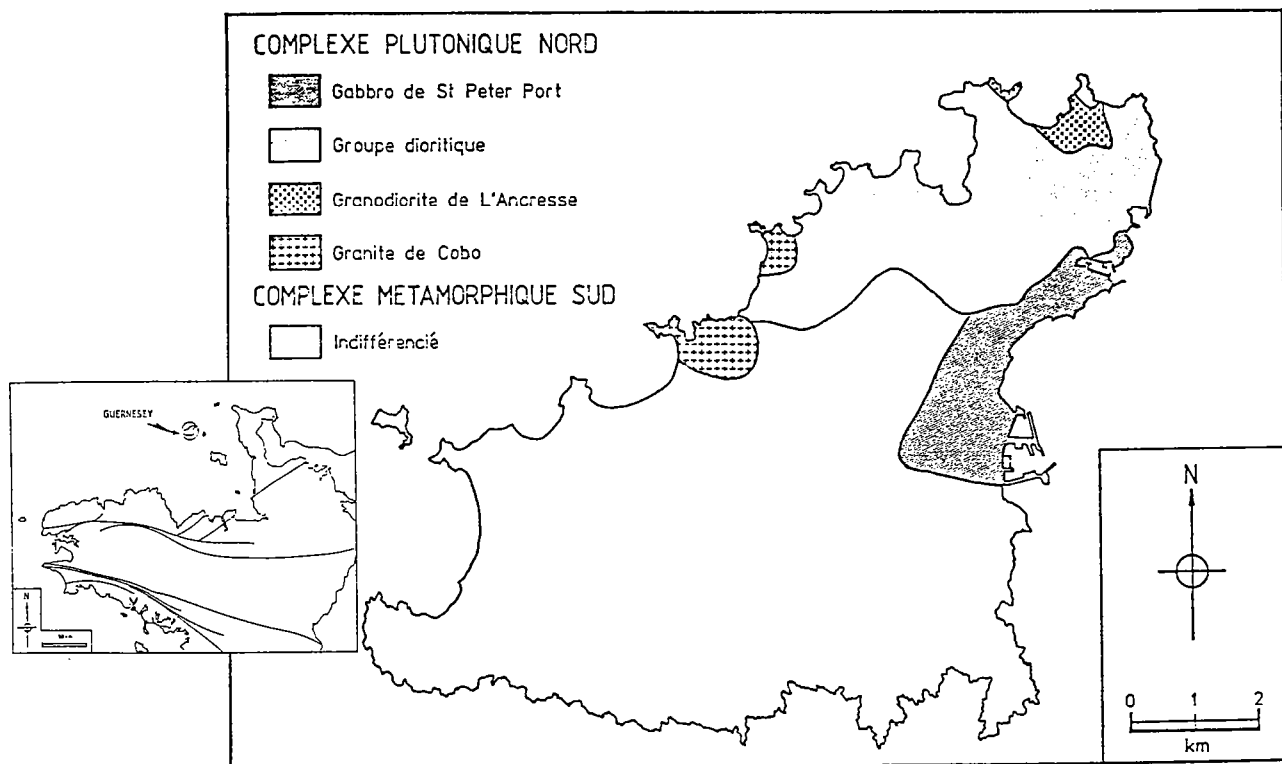 COMPLEXE PLUTONIQUE NORD
Gabbro de St Peter Port
Groupe dioritique
Granodiorite de L'Ancresse
Granite de Cobo
COMPLEXE METAMORPHIQUE SUD
Indifférencié
GUERNESEY
N
N
0 1 2
km